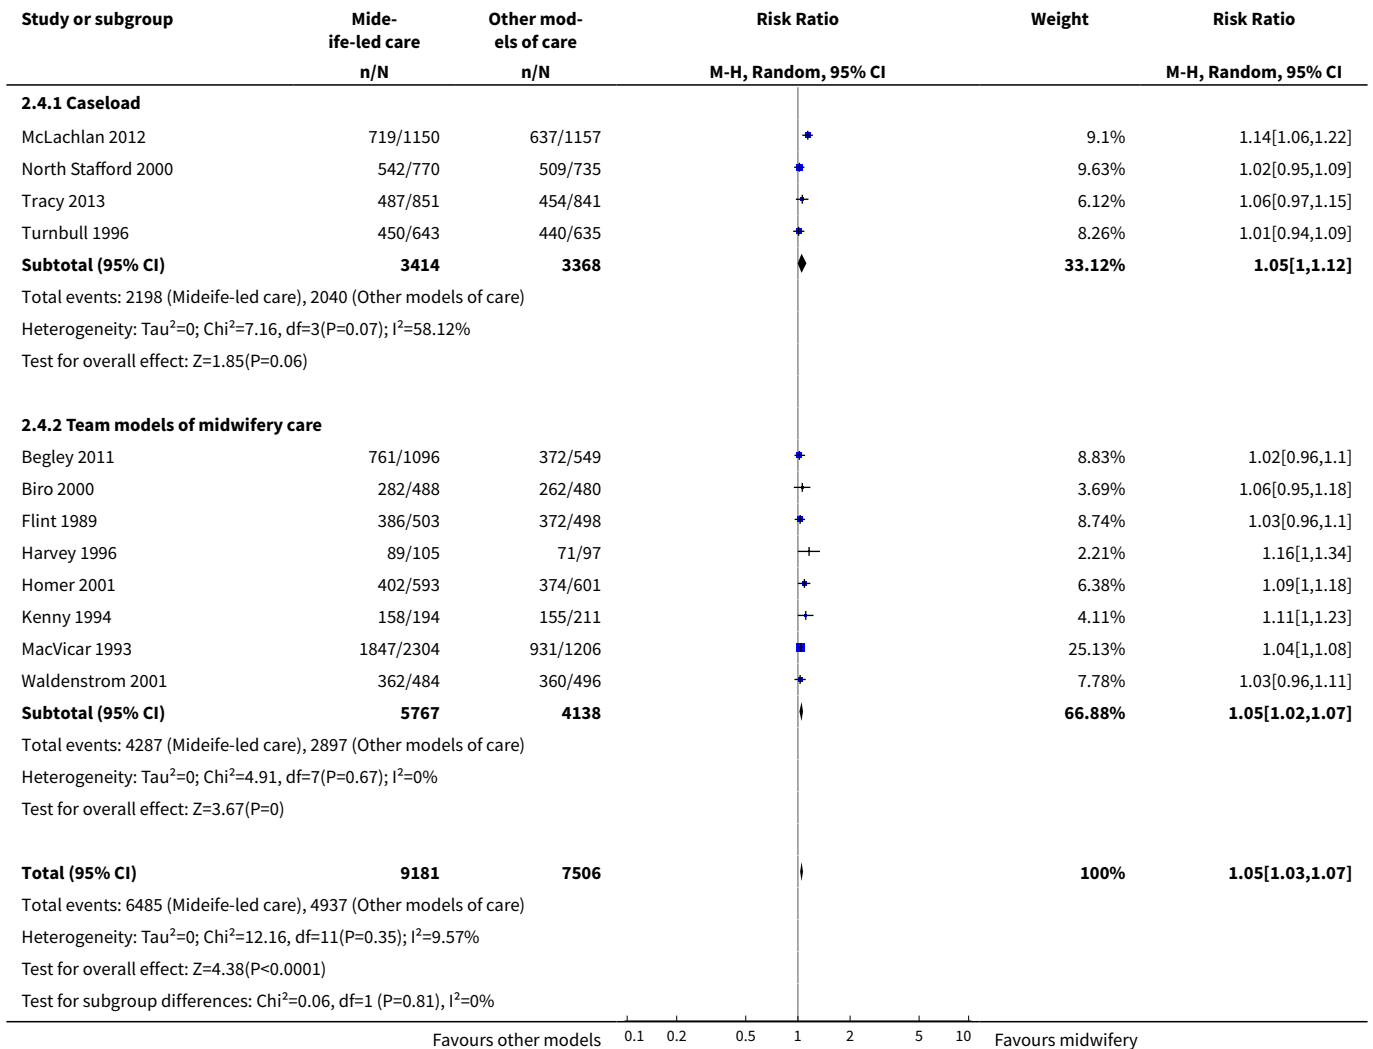 Study or subgroup Mide- Other mod- Risk Ratio Weight Risk Ratio
ife-led care els of care
n/N n/N M-H, Random, 95% CI M-H, Random, 95% CI
2.4.1 Caseload
McLachlan 2012 719/1150 637/1157 9.1% 1.14[1.06,1.22]
North Stafford 2000 542/770 509/735 9.63% 1.02[0.95,1.09]
Tracy 2013 487/851 454/841 6.12% 1.06[0.97,1.15]
Turnbull 1996 450/643 440/635 8.26% 1.01[0.94,1.09]
Subtotal (95% CI) 3414 3368 33.12% 1.05[1,1.12]
Total events: 2198 (Mideife-led care), 2040 (Other models of care)
Heterogeneity: Tau²=0; Chi²=7.16, df=3(P=0.07); I²=58.12%
Test for overall effect: Z=1.85(P=0.06)
2.4.2 Team models of midwifery care
Begley 2011 761/1096 372/549 8.83% 1.02[0.96,1.1]
Biro 2000 282/488 262/480 3.69% 1.06[0.95,1.18]
Flint 1989 386/503 372/498 8.74% 1.03[0.96,1.1]
Harvey 1996 89/105 71/97 2.21% 1.16[1,1.34]
Homer 2001 402/593 374/601 6.38% 1.09[1,1.18]
Kenny 1994 158/194 155/211 4.11% 1.11[1,1.23]
MacVicar 1993 1847/2304 931/1206 25.13% 1.04[1,1.08]
Waldenstrom 2001 362/484 360/496 7.78% 1.03[0.96,1.11]
Subtotal (95% CI) 5767 4138 66.88% 1.05[1.02,1.07]
Total events: 4287 (Mideife-led care), 2897 (Other models of care)
Heterogeneity: Tau²=0; Chi²=4.91, df=7(P=0.67); I²=0%
Test for overall effect: Z=3.67(P=0)
Total (95% CI) 9181 7506 100% 1.05[1.03,1.07]
Total events: 6485 (Mideife-led care), 4937 (Other models of care)
Heterogeneity: Tau²=0; Chi²=12.16, df=11(P=0.35); I²=9.57%
Test for overall effect: Z=4.38(P<0.0001)
Test for subgroup differences: Chi²=0.06, df=1 (P=0.81), I²=0%
Favours other models 0.1 0.2 0.5 1 2 5 10 Favours midwifery